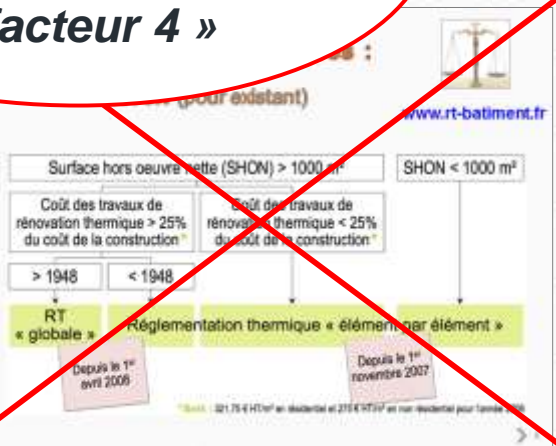 facteur 4 »
:
(pour existant)
www.rt-batiment.fr
Surface hors oeuvre nette (SHON) > 1000 m²
SHON < 1000 m²
Coût des travaux de
rénovation thermique > 25%
du coût de la construction*
Coût des travaux de
rénovation thermique < 25%
du coût de la construction*
> 1948
< 1948
RT
« globale »
Réglementation thermique « élément par élément »
Depuis le 1er
avril 2008
Depuis le 1er
novembre 2007